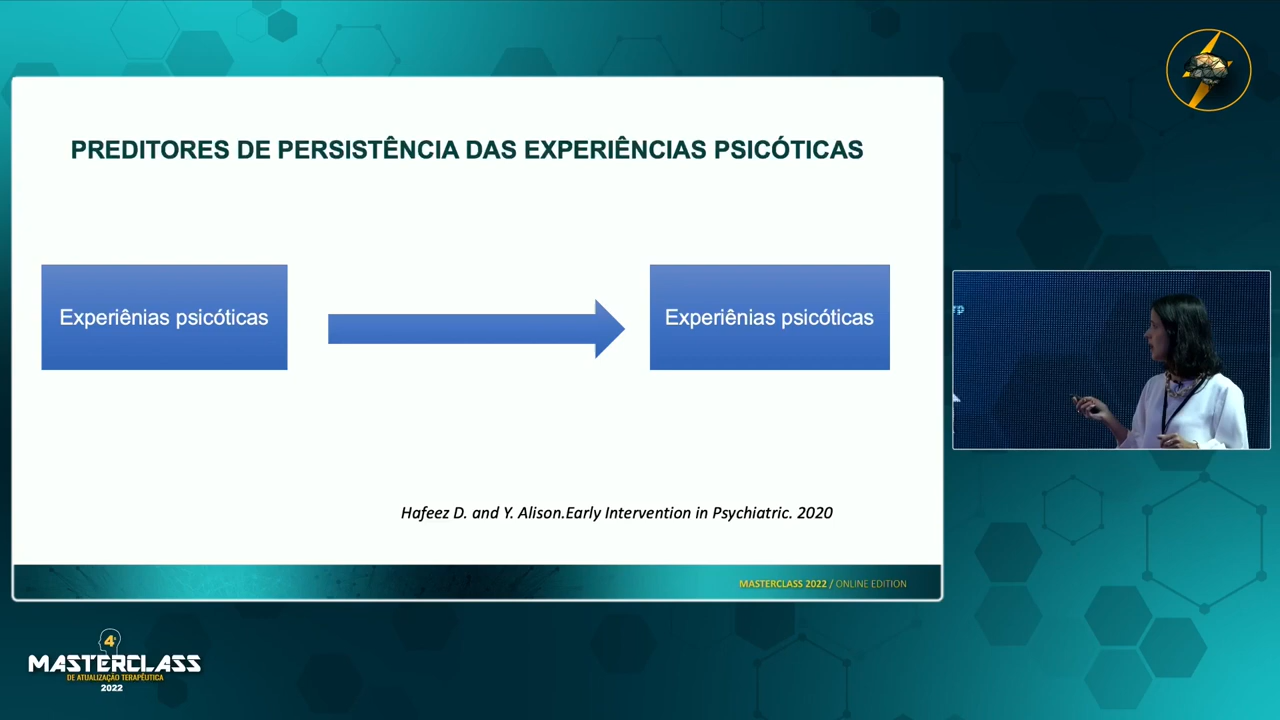 PREDITORES DE PERSISTÊNCIA DAS EXPERIÊNCIAS PSICÓTICAS
Experiênias psicóticas
Experiênias psicóticas
Hafeez D. and Y. Alison.Early Intervention in Psychiatric. 2020
MASTERCLASS 2022 / ONLINE EDITION
rp
4ª
MASTERCLASS
DE ATUALIZAÇÃO TERAPÊUTICA
2022